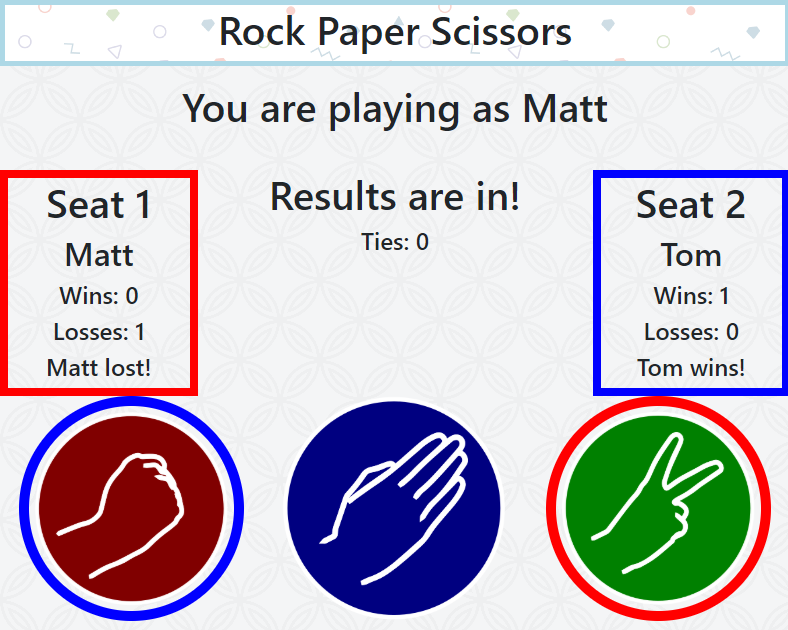 Rock Paper Scissors
You are playing as Matt
Seat 1
Matt
Wins: 0
Losses: 1
Matt lost!
Results are in!
Ties: 0
Seat 2
Tom
Wins: 1
Losses: 0
Tom wins!